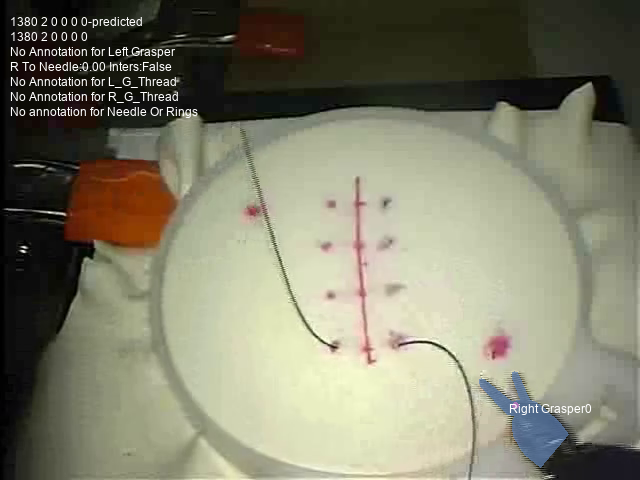 1380 2 0 0 0 0-predicted
1380 2 0 0 0 0
No Annotation for Left Grasper
R To Needle:0.00 Inters:False
No Annotation for L_G_Thread
No Annotation for R_G_Thread
No annotation for Needle Or Rings
Right Grasper0